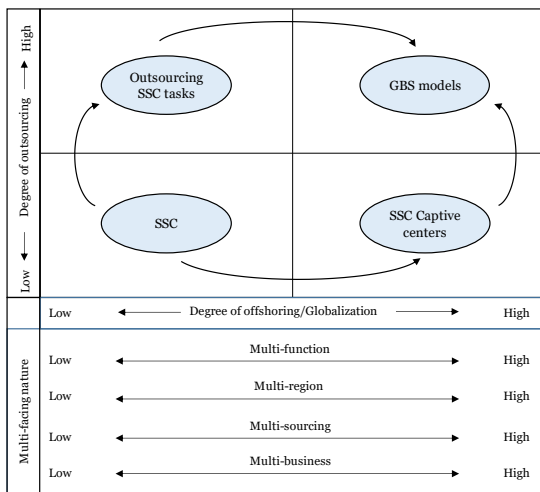 High
Degree of outsourcing
Low
Outsourcing
SSC tasks
GBS models
SSC
SSC Captive
centers
Low
Degree of offshoring/Globalization
High
Multi-facing nature
Low
Multi-function
High
Low
Multi-region
High
Low
Multi-sourcing
High
Low
Multi-business
High